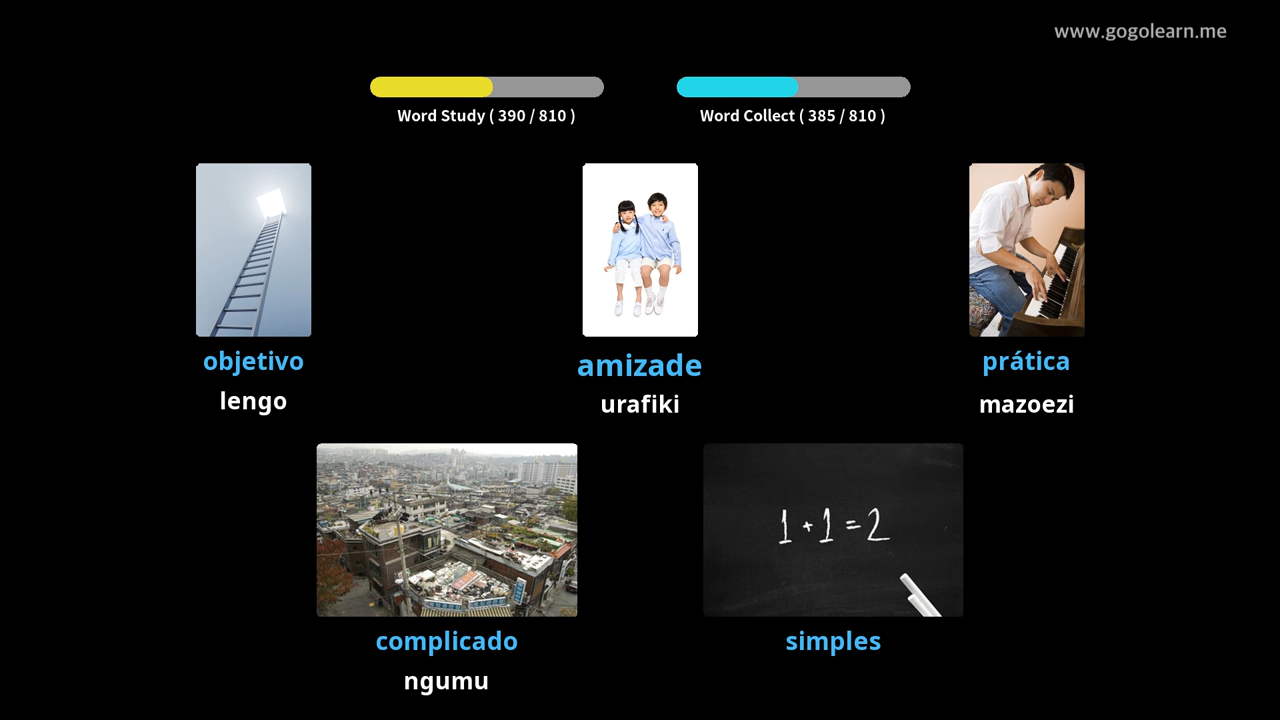 www.gogolearn.me
Word Study ( 390 / 810 )
Word Collect ( 385 / 810 )
objetivo
lengo
amizade
urafiki
prática
mazoezi
1 + 1 = 2
complicado
ngumu
simples